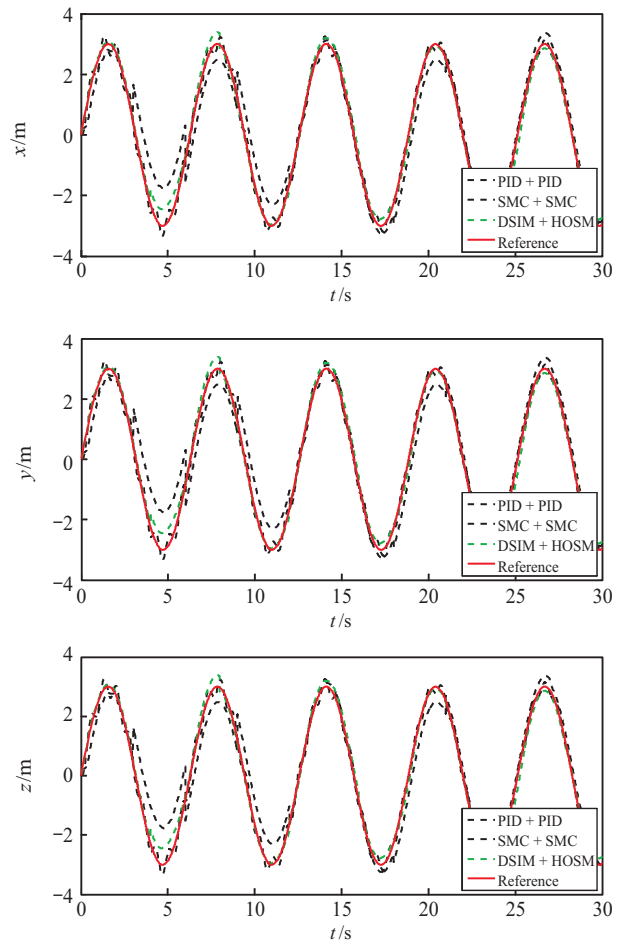 4
2
0
−2
−4
x/m
PID + PID
SMC + SMC
DSIM + HOSM
Reference
0 5 10 15 20 25 30
t/s
4
2
0
−2
−4
y/m
PID + PID
SMC + SMC
DSIM + HOSM
Reference
0 5 10 15 20 25 30
t/s
4
2
0
−2
−4
z/m
PID + PID
SMC + SMC
DSIM + HOSM
Reference
0 5 10 15 20 25 30
t/s